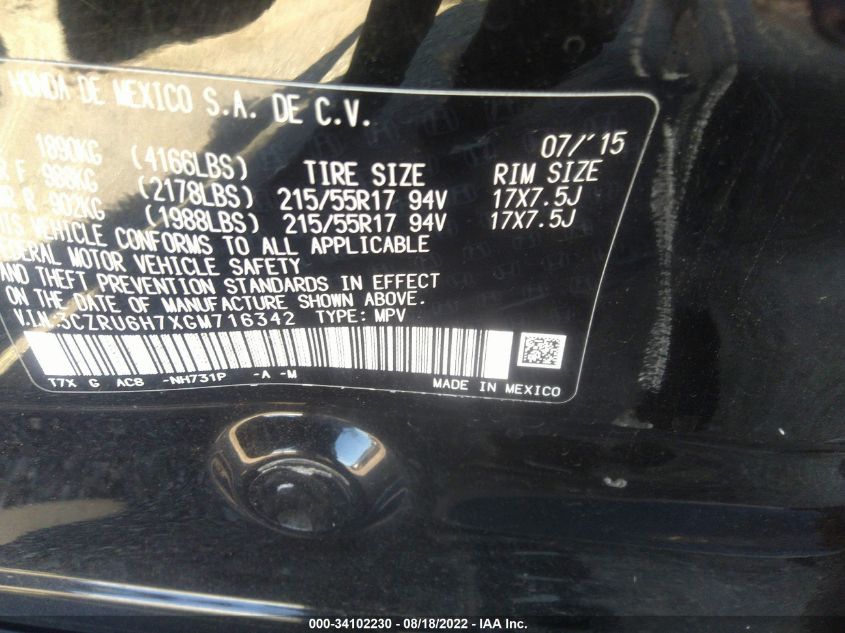 HONDA DE MEXICO S.A. DE C.V.
07/'15
1890KG (4166LBS) TIRE SIZE RIM SIZE
R F 988KG (2178LBS) 215/55R17 94V 17X7.5J
R R 902KG (1988LBS) 215/55R17 94V 17X7.5J
THIS VEHICLE CONFORMS TO ALL APPLICABLE
FEDERAL MOTOR VEHICLE SAFETY
AND THEFT PREVENTION STANDARDS IN EFFECT
ON THE DATE OF MANUFACTURE SHOWN ABOVE.
V.I.N.:3CZRU6H7XGM716342 TYPE: MPV
T7X G AC8 -NH731P -A -M
MADE IN MEXICO
000-34102230 - 08/18/2022 - IAA Inc.